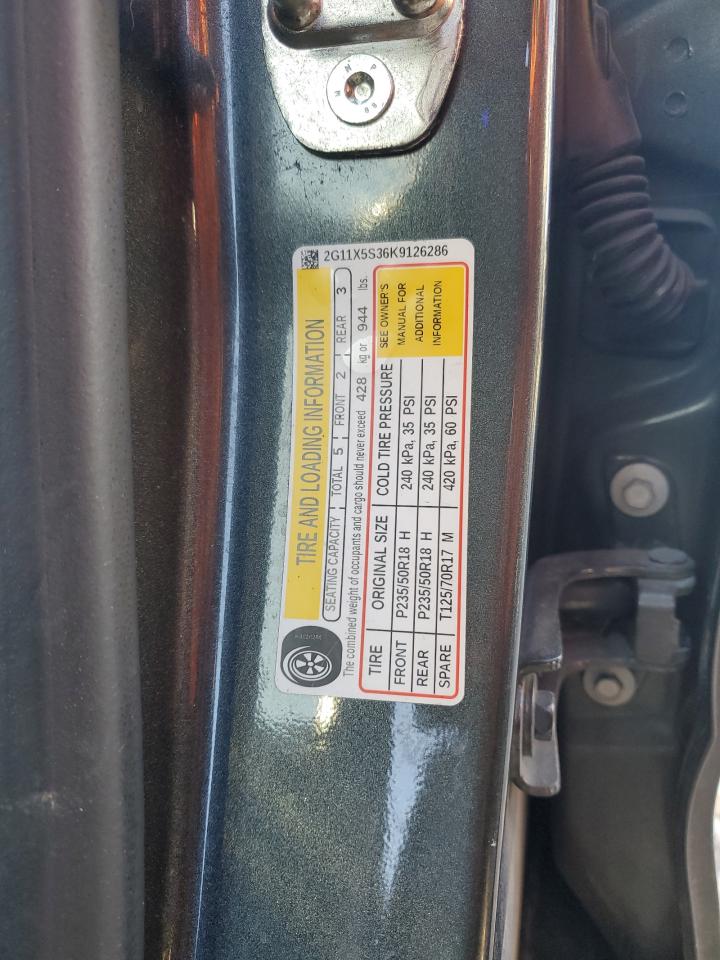 2G11X5S36K9126286
TIRE AND LOADING INFORMATION
SEATING CAPACITY TOTAL 5 FRONT 2 REAR 3
The combined weight of occupants and cargo should never exceed 428 kg or 944 lbs.
TIRE ORIGINAL SIZE COLD TIRE PRESSURE
FRONT P235/50R18 H 240 kPa, 35 PSI
REAR P235/50R18 H 240 kPa, 35 PSI
SPARE T125/70R17 M 420 kPa, 60 PSI
SEE OWNER'S
MANUAL FOR
ADDITIONAL
INFORMATION